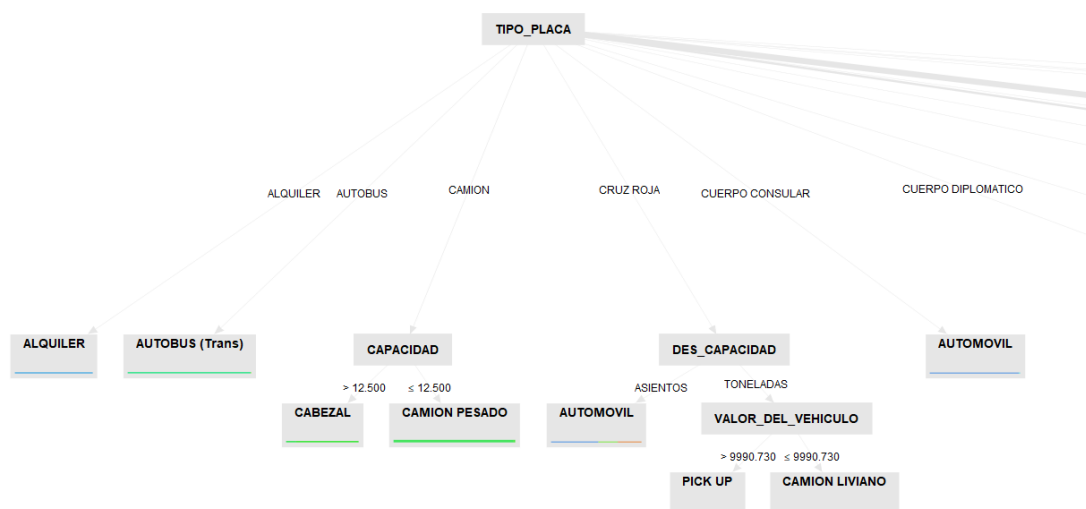 TIPO_PLACA
ALQUILER
AUTOBUS
CAMION
CRUZ ROJA
CUERPO CONSULAR
CUERPO DIPLOMATICO
ALQUILER
AUTOBUS (Trans)
CAPACIDAD
DES_CAPACIDAD
AUTOMOVIL
> 12.500
≤ 12.500
ASIENTOS
TONELADAS
CABEZAL
CAMION PESADO
AUTOMOVIL
VALOR_DEL_VEHICULO
> 9990.730
≤ 9990.730
PICK UP
CAMION LIVIANO